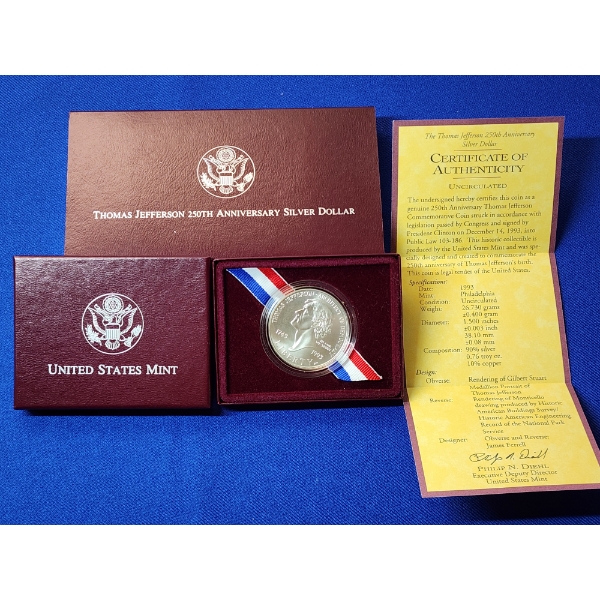 THOMAS JEFFERSON 250TH ANNIVERSARY SILVER DOLLAR
UNITED STATES MINT
1743
1993
The Thomas Jefferson 250th Anniversary
Silver Dollar
CERTIFICATE OF
AUTHENTICITY
UNCIRCULATED
The undersigned hereby certifies this coin as a
genuine 250th Anniversary Thomas Jefferson
Commemorative Coin struck in accordance with
legislation passed by Congress and signed by
President Clinton on December 14, 1993, into
Public Law 103-186. This historic collectible is
produced by the United States Mint and was spe-
cially designed and created to commemorate the
250th anniversary of Thomas Jefferson's birth.
This coin is legal tender of the United States.
Specifications:
Date: 1993
Mint: Philadelphia
Condition: Uncirculated
Weight: 26.730 grams
±0.400 gram
Diameter: 1.500 inches
±0.003 inch
38.10 mm
±0.08 mm
Composition: 90% silver
0.76 troy oz.
10% copper
Design:
Obverse: Rendering of Gilbert Stuart
Medallion Portrait of
Thomas Jefferson
Reverse: Rendering of Monticello
drawing produced by Historic
American Buildings Survey/
Historic American Engineering
Record of the National Park
Service
Designer: Obverse and Reverse:
James Ferrell
PHILIP N. DIEHL
Executive Deputy Director
United States Mint